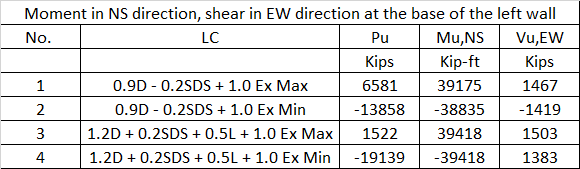 Moment in NS direction, shear in EW direction at the base of the left wall
No. LC Pu Mu,NS Vu,EW
Kips Kip-ft Kips
1 0.9D - 0.2SDS + 1.0 Ex Max 6581 39175 1467
2 0.9D - 0.2SDS + 1.0 Ex Min -13858 -38835 -1419
3 1.2D + 0.2SDS + 0.5L + 1.0 Ex Max 1522 39418 1503
4 1.2D + 0.2SDS + 0.5L + 1.0 Ex Min -19139 -39418 1383